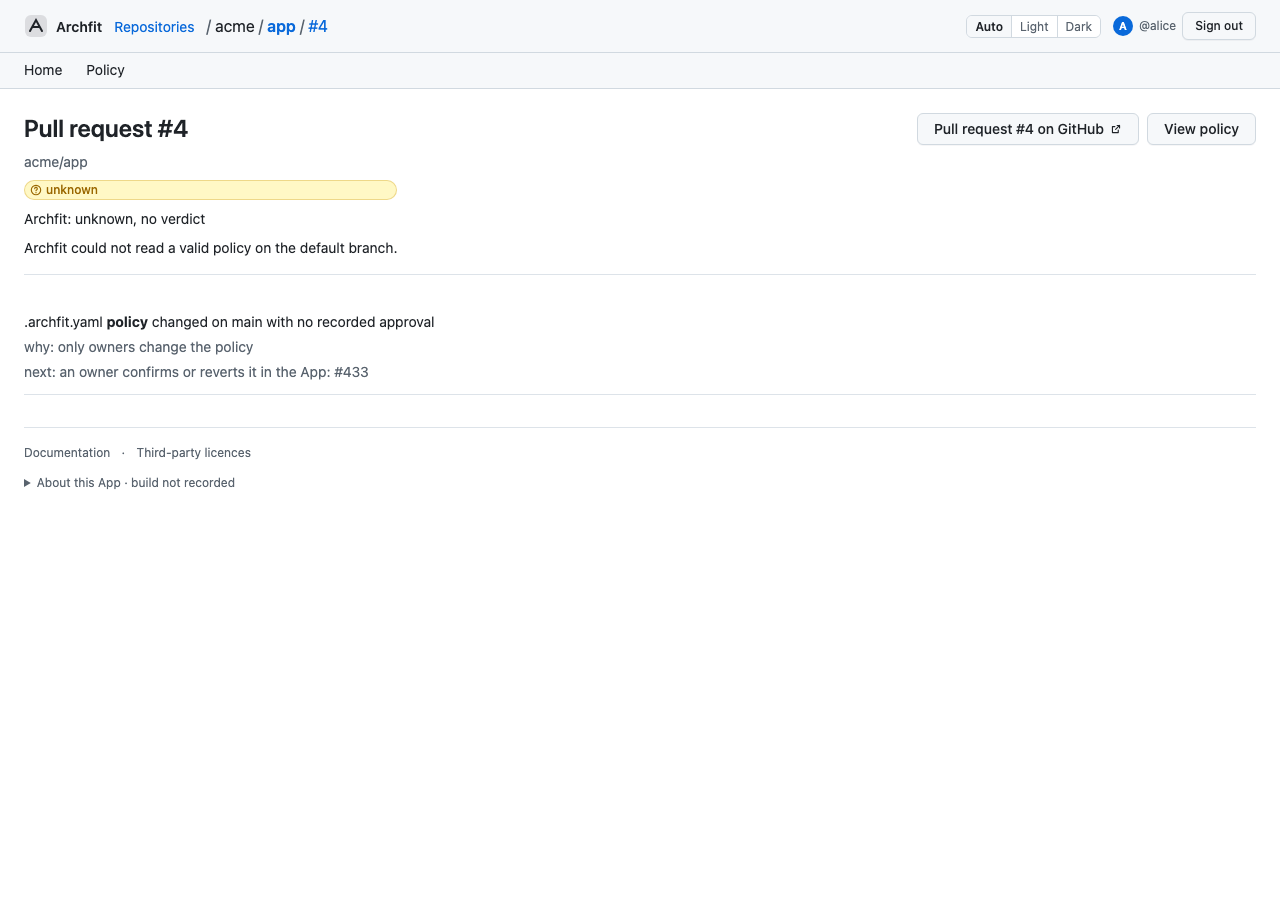 Archfit Repositories / acme / app / #4
Auto Light Dark A @alice Sign out
Home Policy
Pull request #4
Pull request #4 on GitHub View policy
acme/app
unknown
Archfit: unknown, no verdict
Archfit could not read a valid policy on the default branch.
.archfit.yaml policy changed on main with no recorded approval
why: only owners change the policy
next: an owner confirms or reverts it in the App: #433
Documentation · Third-party licences
About this App · build not recorded